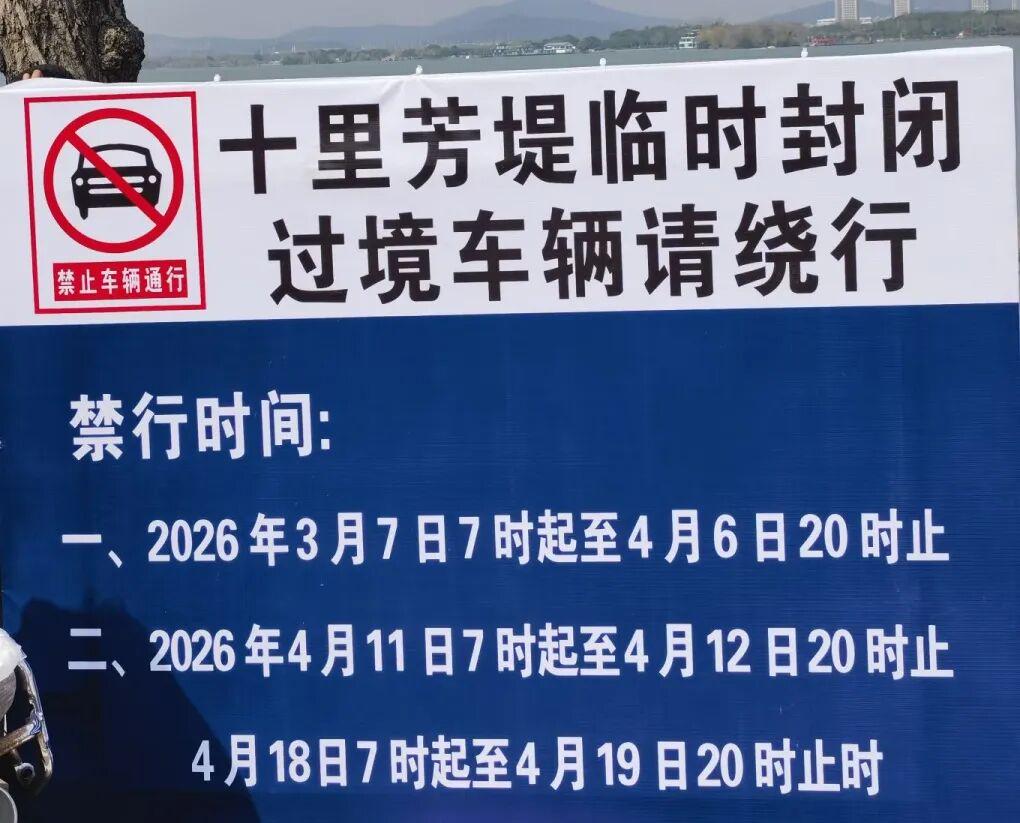 十里芳堤临时封闭
过境车辆请绕行
禁止车辆通行
禁行时间:
一、2026年3月7日7时起至4月6日20时止
二、2026年4月11日7时起至4月12日20时止
4月18日7时起至4月19日20时止时